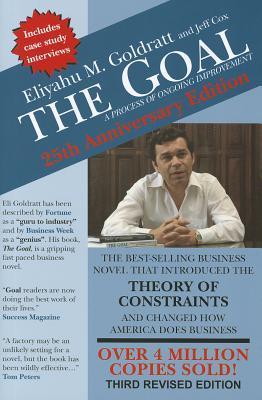 Includes
case study
interviews
Eliyahu M. Goldratt and Jeff Cox
THE GOAL
A PROCESS OF ONGOING IMPROVEMENT
25th Anniversary Edition
Eli Goldratt has been
described by Fortune
as a "guru to industry"
and by Business Week
as a "genius". His book,
The Goal, is a gripping
fast paced business
novel.
"Goal readers are now
doing the best work of
their lives."
Success Magazine
"A factory may be an
unlikely setting for a
novel, but the book has
been wildly effective..."
Tom Peters
THE BEST-SELLING BUSINESS
NOVEL THAT INTRODUCED THE
THEORY OF
CONSTRAINTS
AND CHANGED HOW
AMERICA DOES BUSINESS
OVER 4 MILLION
COPIES SOLD!
THIRD REVISED EDITION